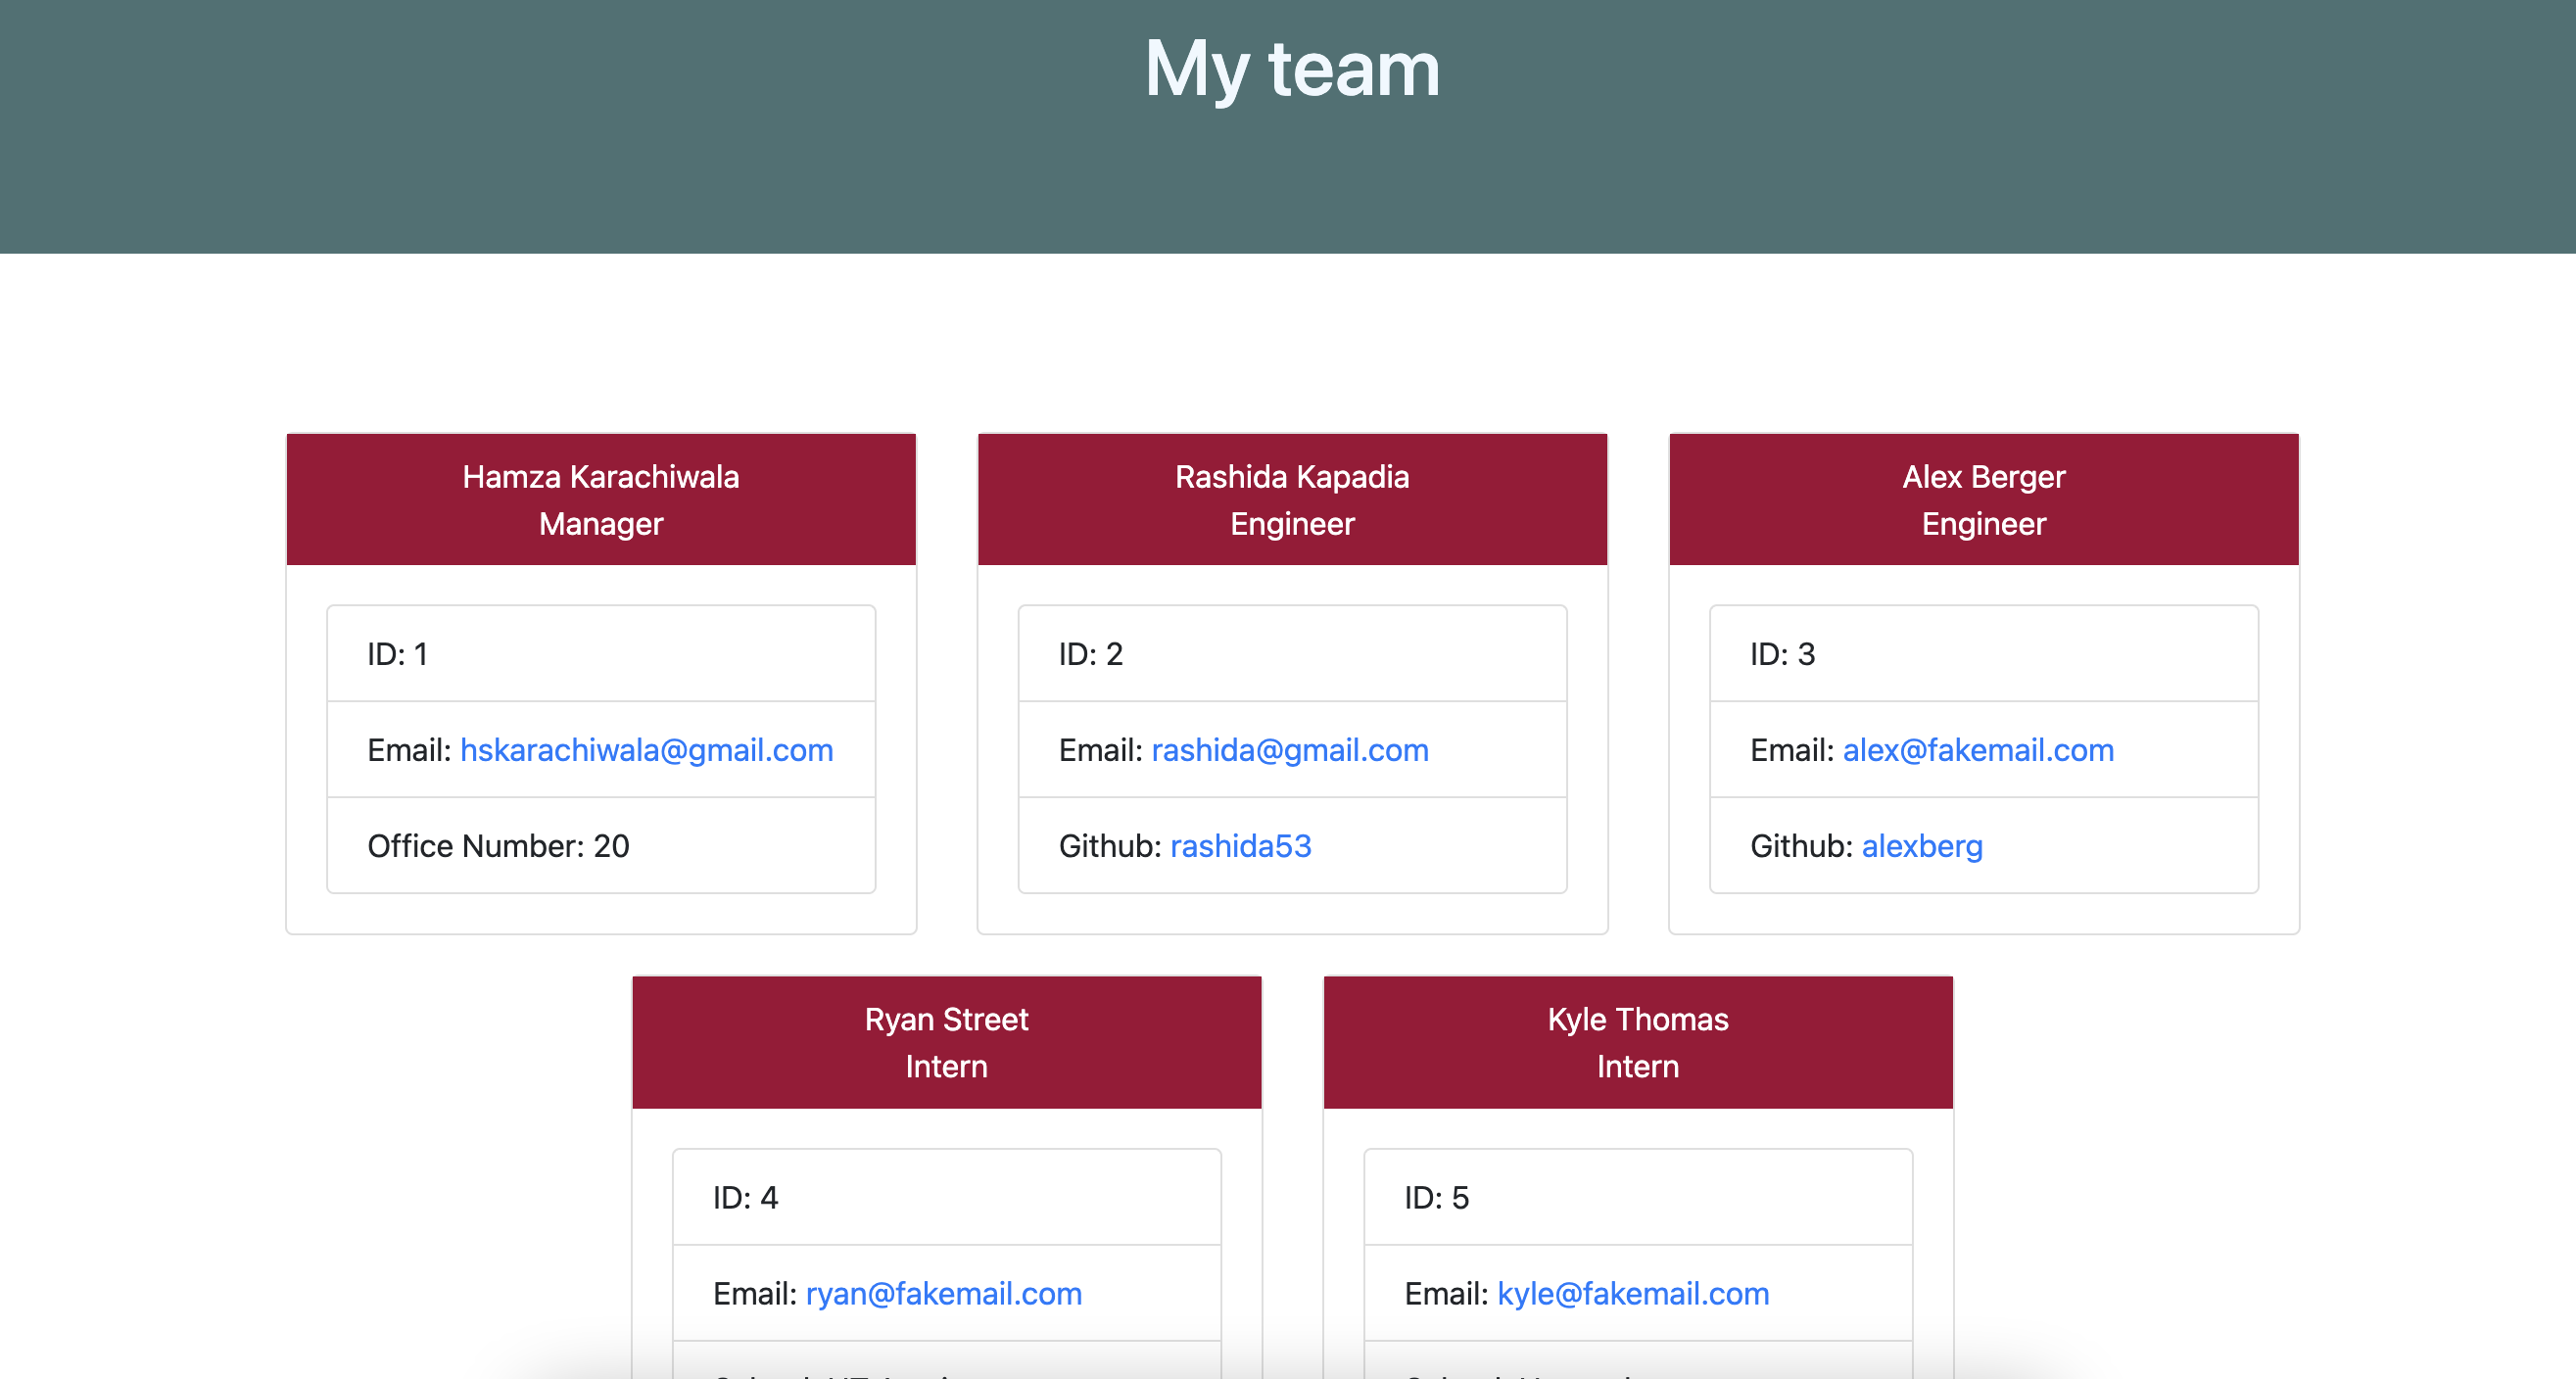 My team
Hamza Karachiwala
Manager
ID: 1
Email: hskarachiwala@gmail.com
Office Number: 20
Rashida Kapadia
Engineer
ID: 2
Email: rashida@gmail.com
Github: rashida53
Alex Berger
Engineer
ID: 3
Email: alex@fakemail.com
Github: alexberg
Ryan Street
Intern
ID: 4
Email: ryan@fakemail.com
Kyle Thomas
Intern
ID: 5
Email: kyle@fakemail.com